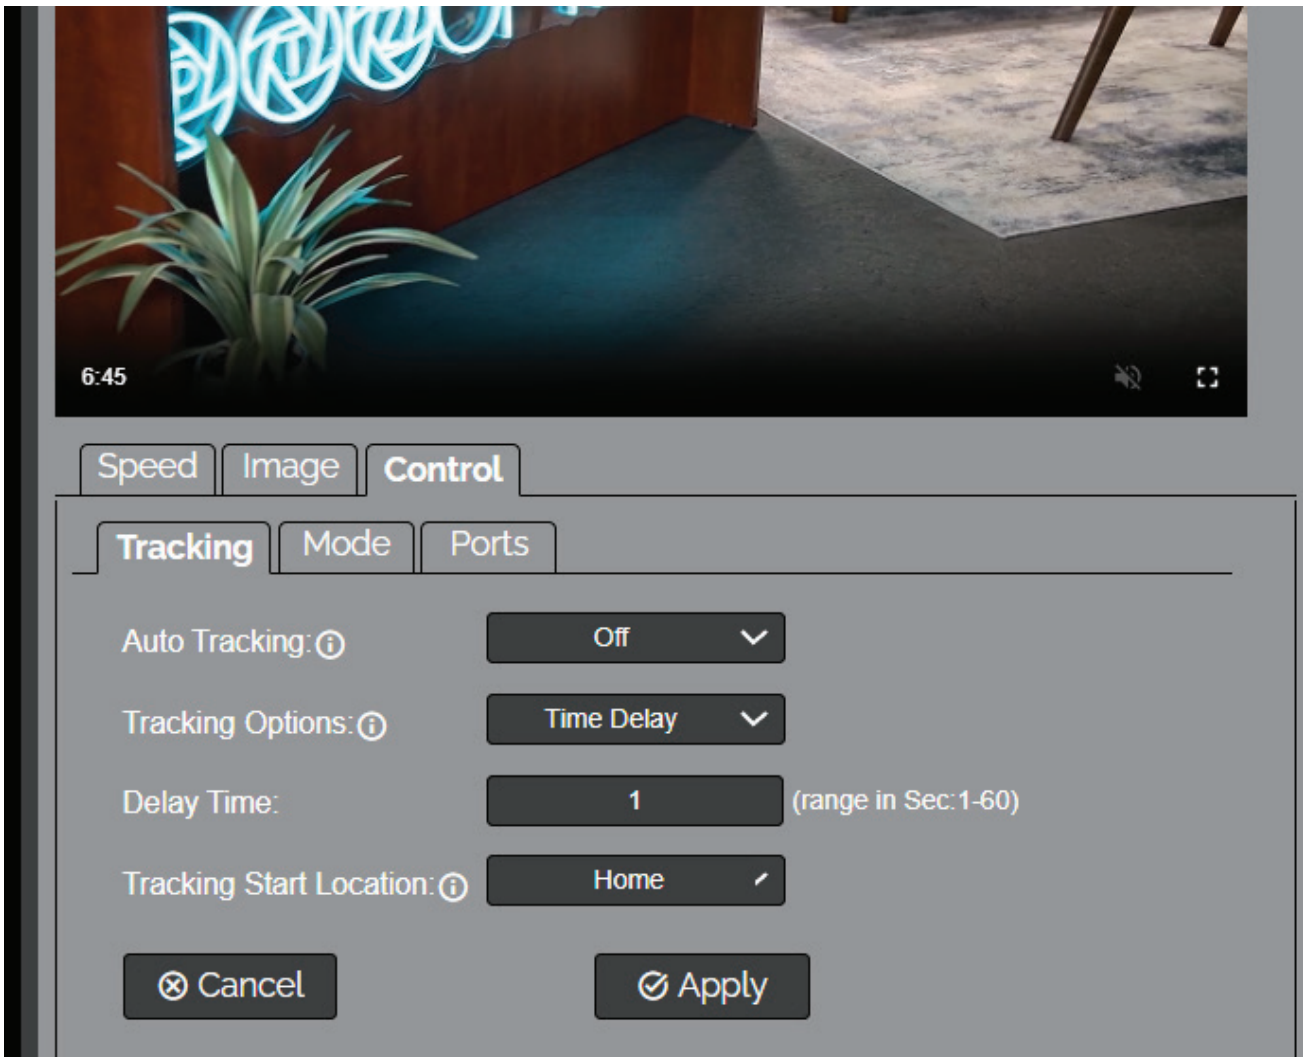 6:45
Speed Image Control
Tracking Mode Ports
Auto Tracking: Off
Tracking Options: Time Delay
Delay Time: 1 (range in Sec:1-60)
Tracking Start Location: Home
Cancel Apply